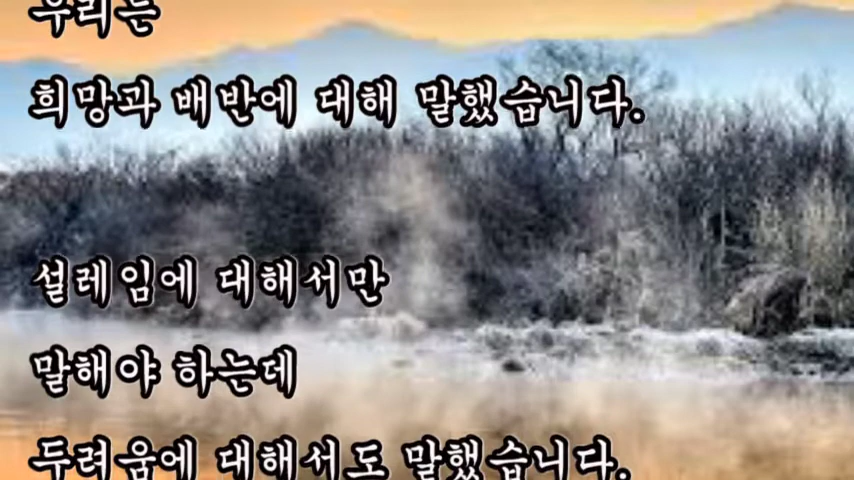 우리는
희망과 배반에 대해 말했습니다.
설레임에 대해서만
말해야 하는데
두려움에 대해서도 말했습니다.